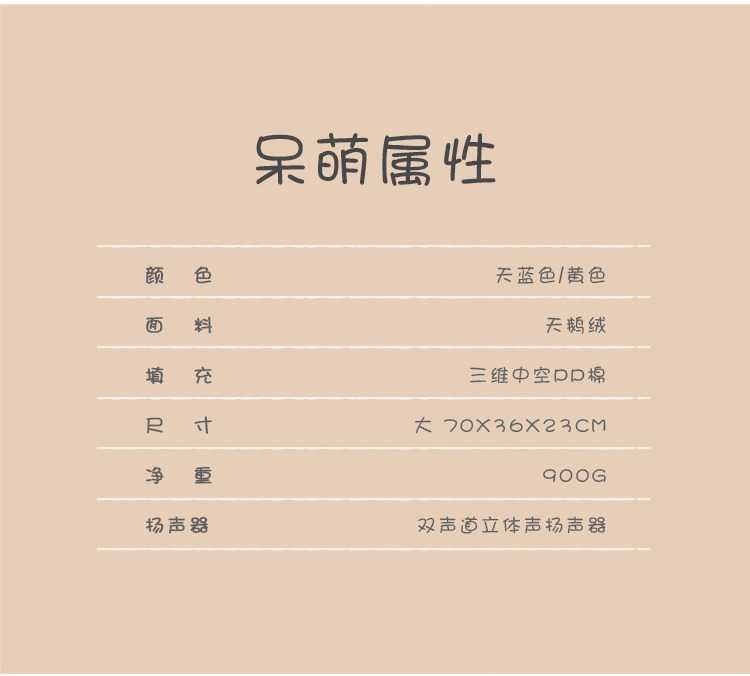 呆萌属性
颜 色 天蓝色/黄色
面 料 天鹅绒
填 充 三维中空PP棉
尺 寸 大 70X36X23CM
净 重 900G
扬声器 双声道立体声扬声器